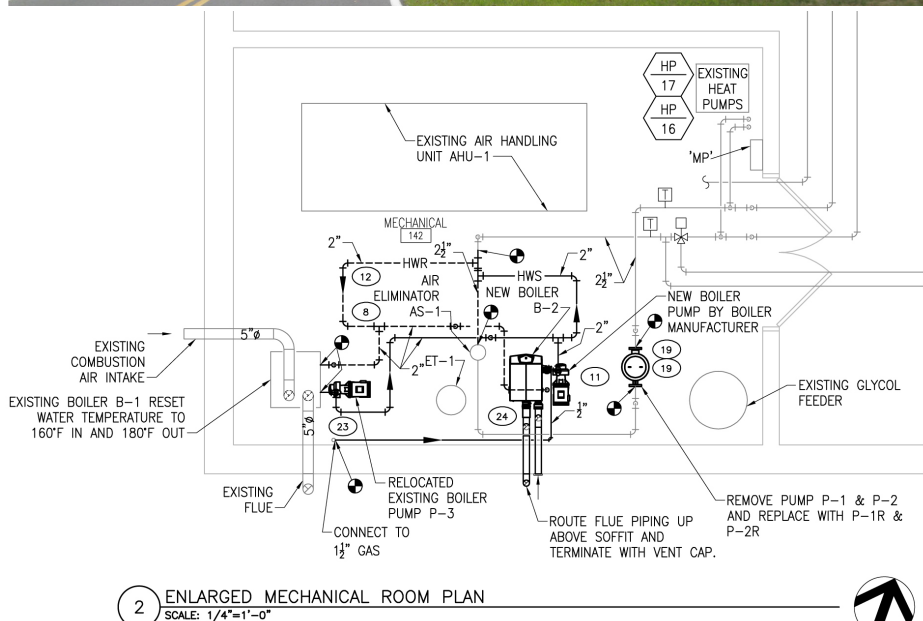 HP
17
HP
16
EXISTING
HEAT
PUMPS
'MP'
EXISTING AIR HANDLING
UNIT AHU-1
MECHANICAL
142
T
T
2"
2½"
HWR
HWS
2"
2½"
12
AIR
ELIMINATOR
AS-1
NEW BOILER
B-2
NEW BOILER
PUMP BY BOILER
MANUFACTURER
8
5"ø
2"
ET-1
2"
19
19
EXISTING
COMBUSTION
AIR INTAKE
11
EXISTING GLYCOL
FEEDER
EXISTING BOILER B-1 RESET
WATER TEMPERATURE TO
160°F IN AND 180°F OUT
5"ø
23
24
½"
EXISTING
FLUE
RELOCATED
EXISTING BOILER
PUMP P-3
CONNECT TO
1½" GAS
ROUTE FLUE PIPING UP
ABOVE SOFFIT AND
TERMINATE WITH VENT CAP.
REMOVE PUMP P-1 & P-2
AND REPLACE WITH P-1R &
P-2R
2
ENLARGED MECHANICAL ROOM PLAN
SCALE: 1/4"=1'-0"